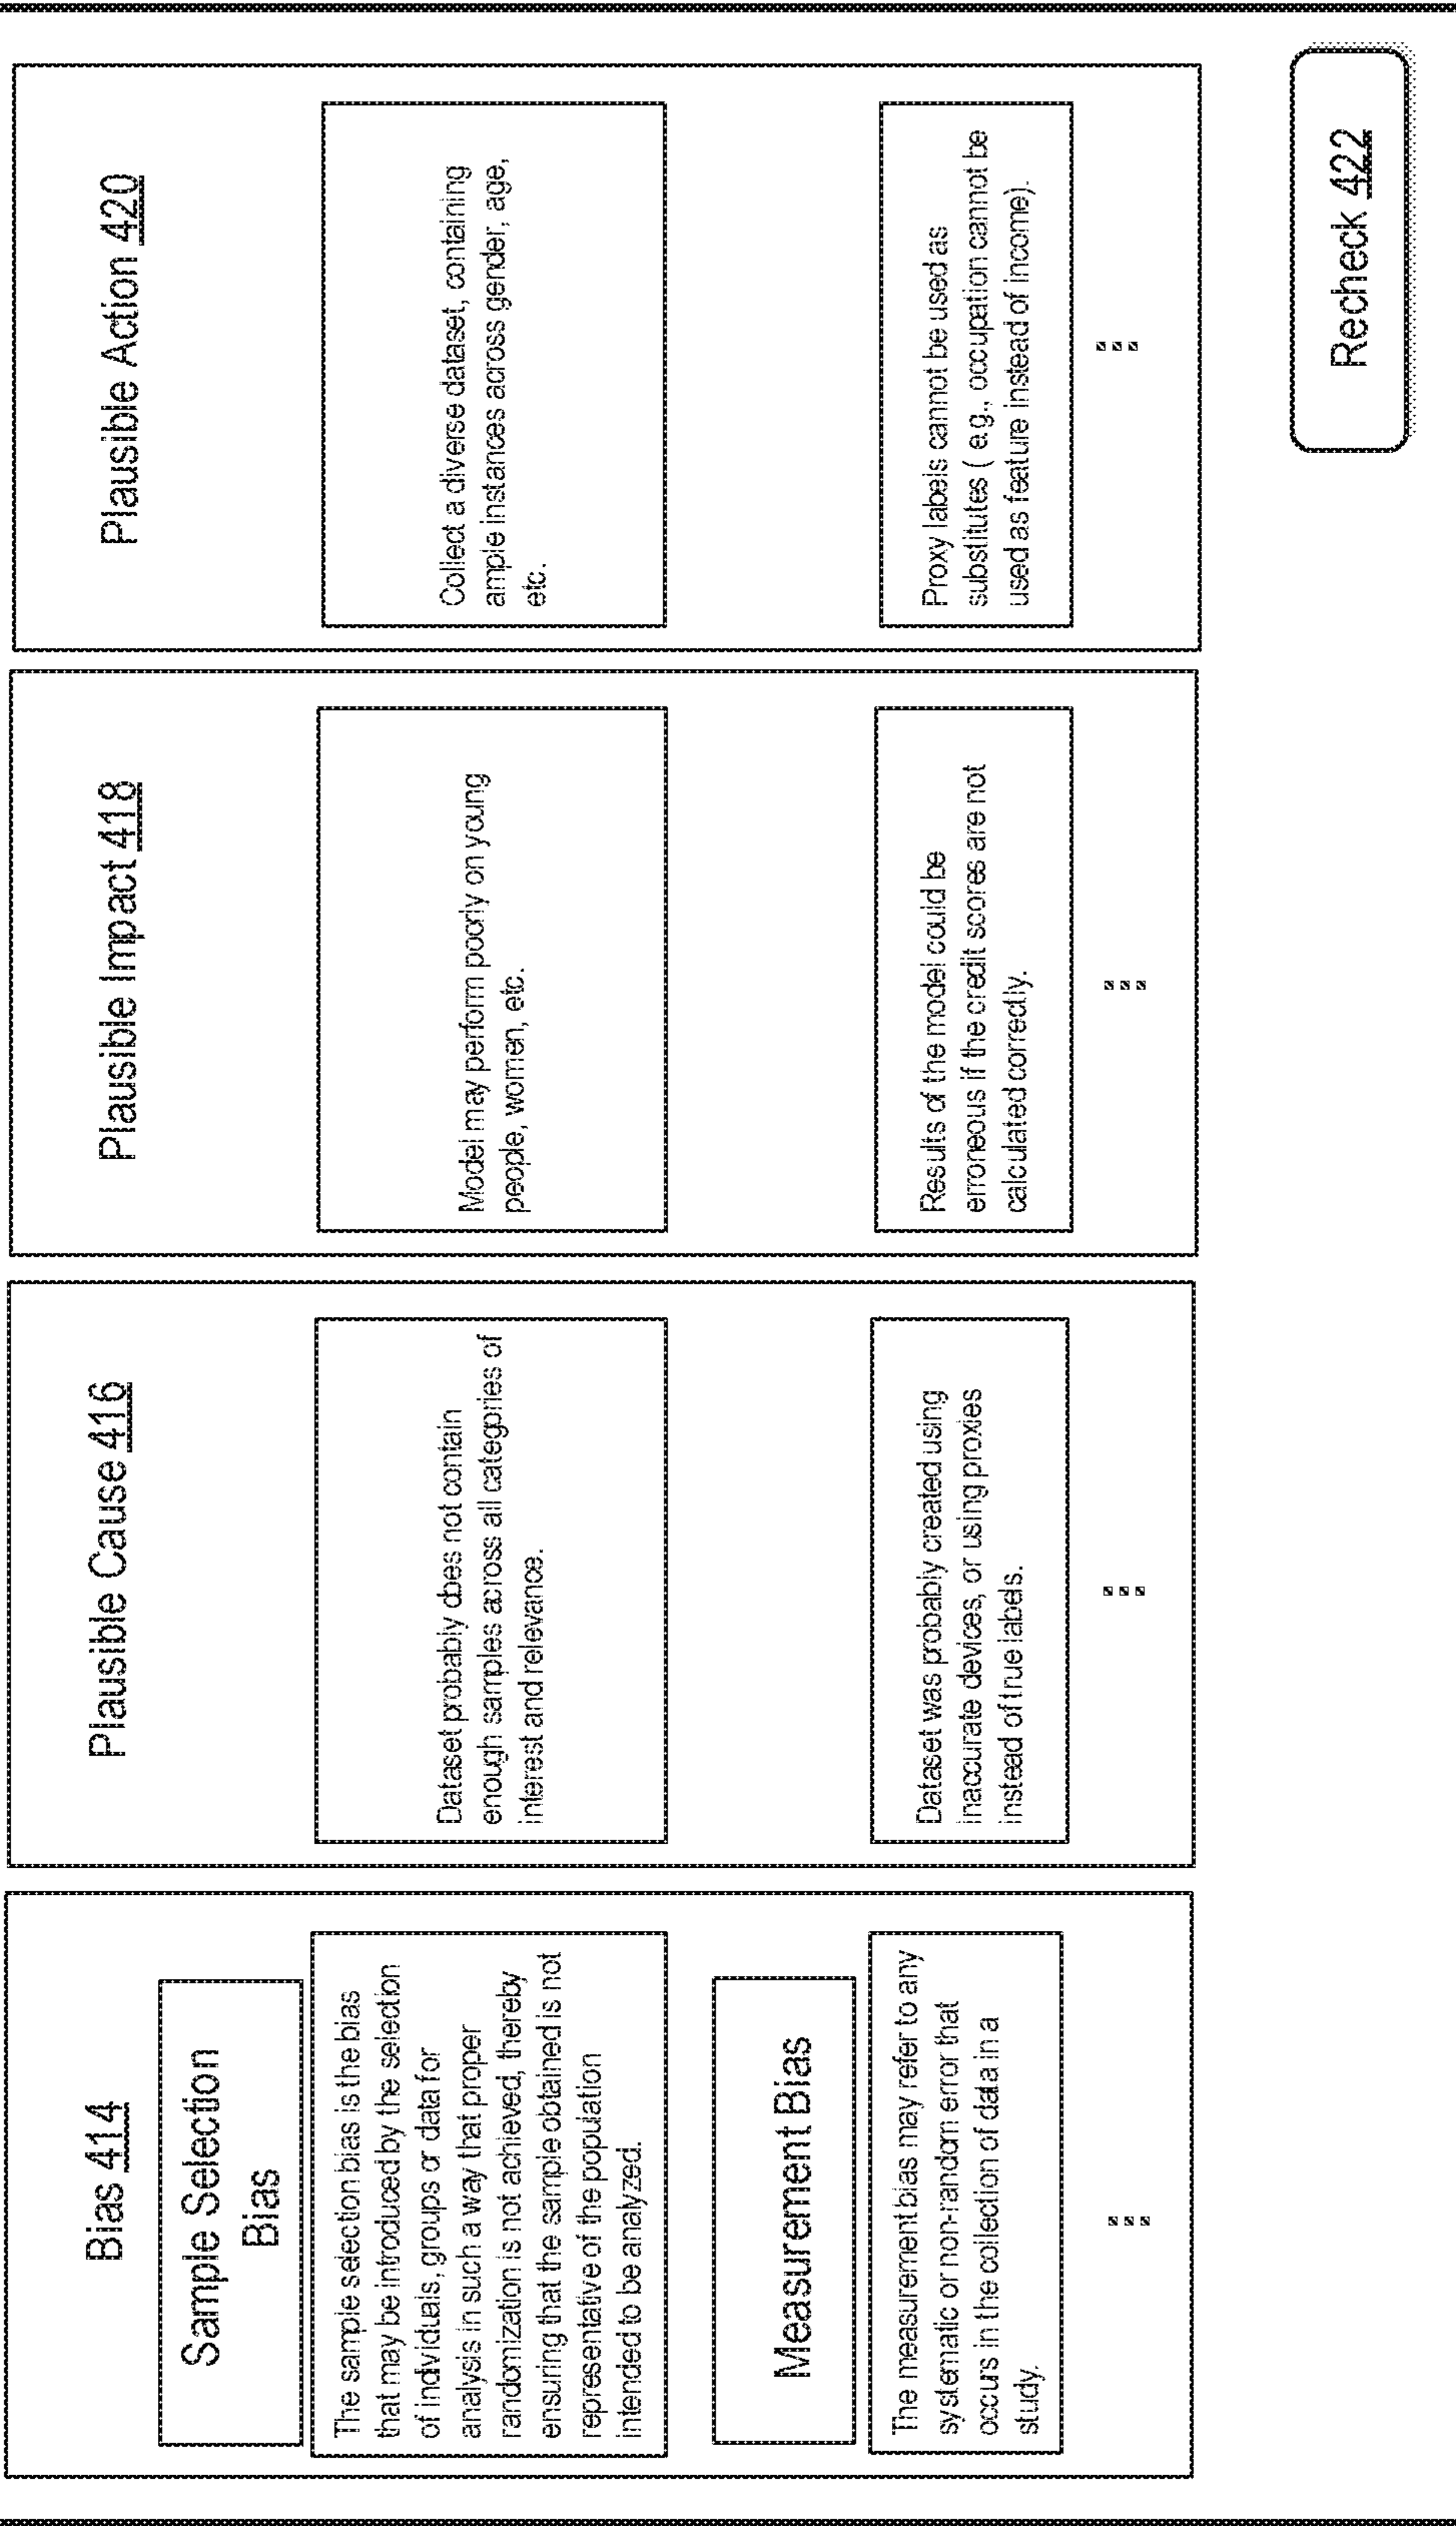 Bias 414
Sample Selection
Bias
The sample selection bias is the bias
that may be introduced by the selection
of individuals, groups or data for
analysis in such a way that proper
randomization is not achieved, thereby
ensuring that the sample obtained is not
representative of the population
intended to be analyzed.
Measurement Bias
The measurement bias may refer to any
systematic or non-random error that
occurs in the collection of data in a
study.
...
Plausible Cause 416
Dataset probably does not contain
enough samples across all categories of
interest and relevance.
Dataset was probably created using
inaccurate devices, or using proxies
instead of true labels.
...
Plausible Impact 418
Model may perform poorly on young
people, women, etc.
Results of the model could be
erroneous if the credit scores are not
calculated correctly.
...
Plausible Action 420
Collect a diverse dataset, containing
ample instances across gender, age,
etc.
Proxy labels cannot be used as
substitutes ( e.g., occupation cannot be
used as feature instead of income).
...
Recheck 422